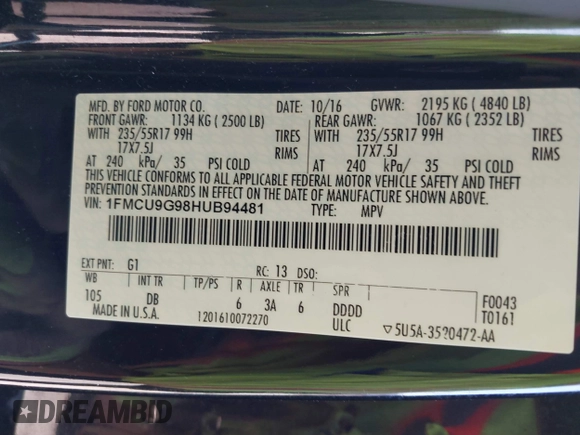 MFD. BY FORD MOTOR CO. DATE: 10/16 GVWR: 2195 KG ( 4840 LB)
FRONT GAWR: 1134 KG ( 2500 LB) REAR GAWR: 1067 KG ( 2352 LB)
WITH 235/55R17 99H TIRES WITH 235/55R17 99H TIRES
17X7.5J RIMS 17X7.5J RIMS
AT 240 kPa/ 35 PSI COLD AT 240 kPa/ 35 PSI COLD
THIS VEHICLE CONFORMS TO ALL APPLICABLE FEDERAL MOTOR VEHICLE SAFETY AND THEFT
PREVENTION STANDARDS IN EFFECT ON THE DATE OF MANUFACTURE SHOWN ABOVE.
VIN: 1FMCU9G98HUB94481 TYPE: MPV
EXT PNT: G1 RC: 13 DSO:
WB INT TR TP/PS R AXLE TR SPR
105 DB 6 3A 6 DDDD F0043
MADE IN U.S.A. 1201610072270 ULC T0161
5U5A-3520472-AA
DREAMBID